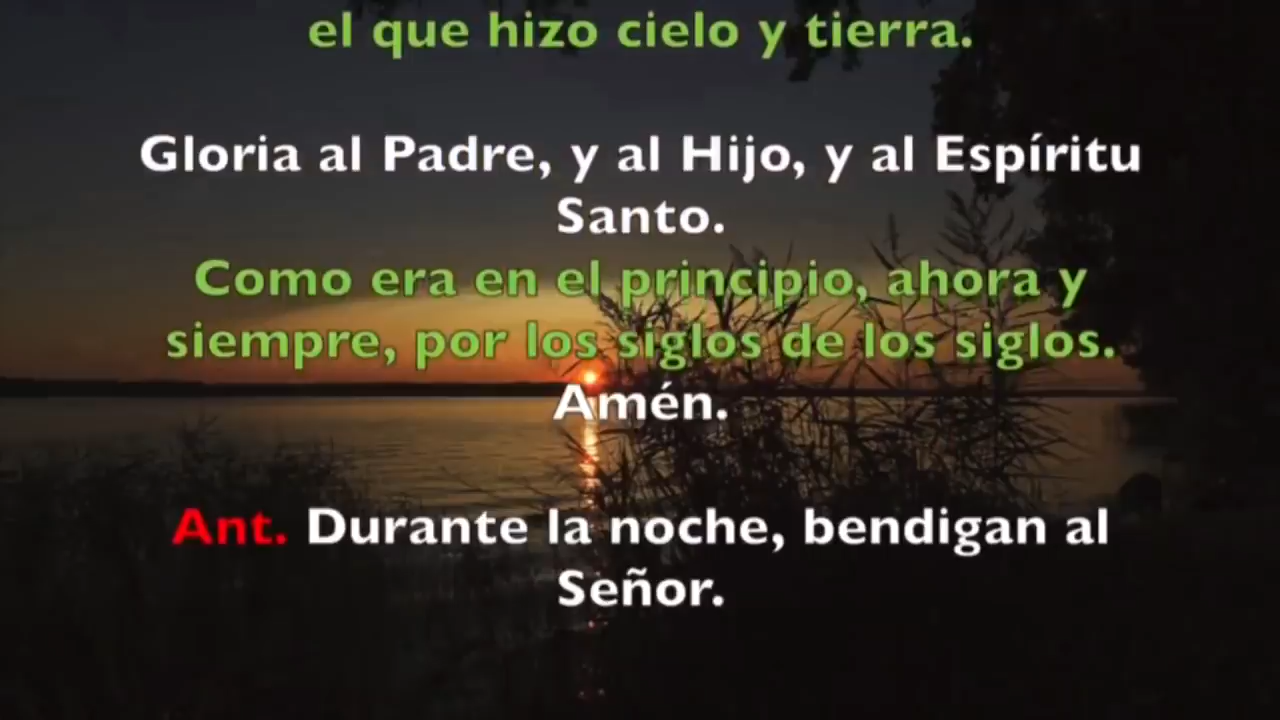 el que hizo cielo y tierra.
Gloria al Padre, y al Hijo, y al Espíritu
Santo.
Como era en el principio, ahora y
siempre, por los siglos de los siglos.
Amén.
Ant. Durante la noche, bendigan al
Señor.